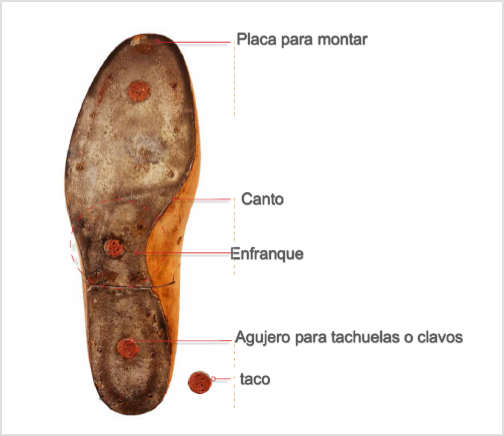 Placa para montar
Canto
Enfranque
Agujero para tachuelas o clavos
taco